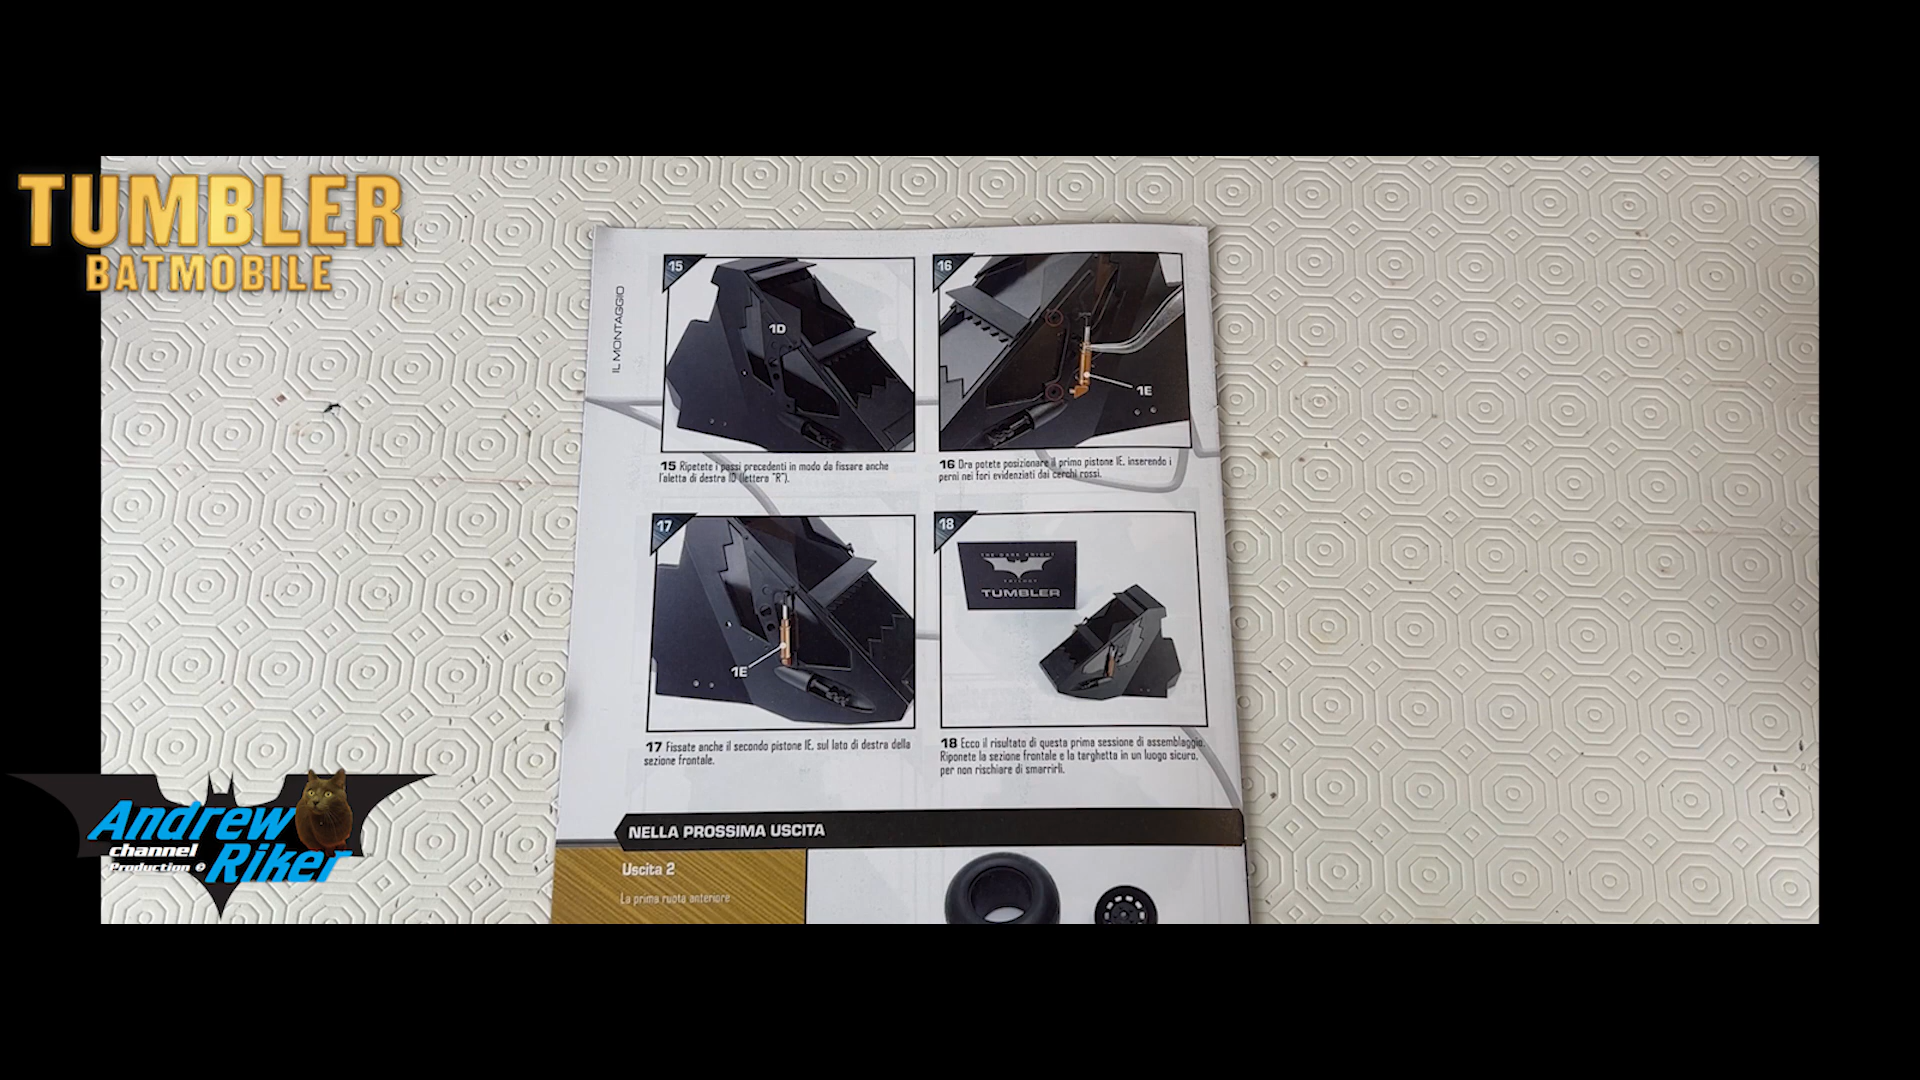 TUMBLER
BATMOBILE
IL MONTAGGIO
15
1D
16
1E
15 Ripetete i passi precedenti in modo da fissare anche
l'aletta di destra 1D (lettera "R").
16 Ora potete posizionare il primo pistone 1E, inserendo i
perni nei fori evidenziati dai cerchi rossi.
17
1E
18
THE DARK KNIGHT
TRILOGY
TUMBLER
17 Fissate anche il secondo pistone 1E, sul lato di destra della
sezione frontale.
18 Ecco il risultato di questa prima sessione di assemblaggio.
Riponete la sezione frontale e la targhetta in un luogo sicuro,
per non rischiare di smarrirli.
NELLA PROSSIMA USCITA
Uscita 2
La prima ruota anteriore
Andrew
channel
Riker
Production ©